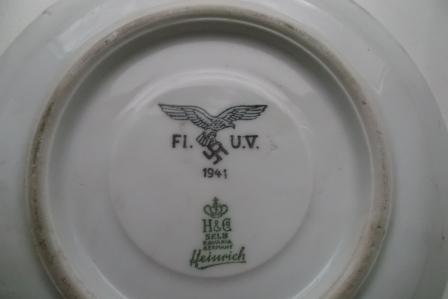 Fl. U.V.
1941
H&C
SELB
BAVARIA
GERMANY
Heinrich